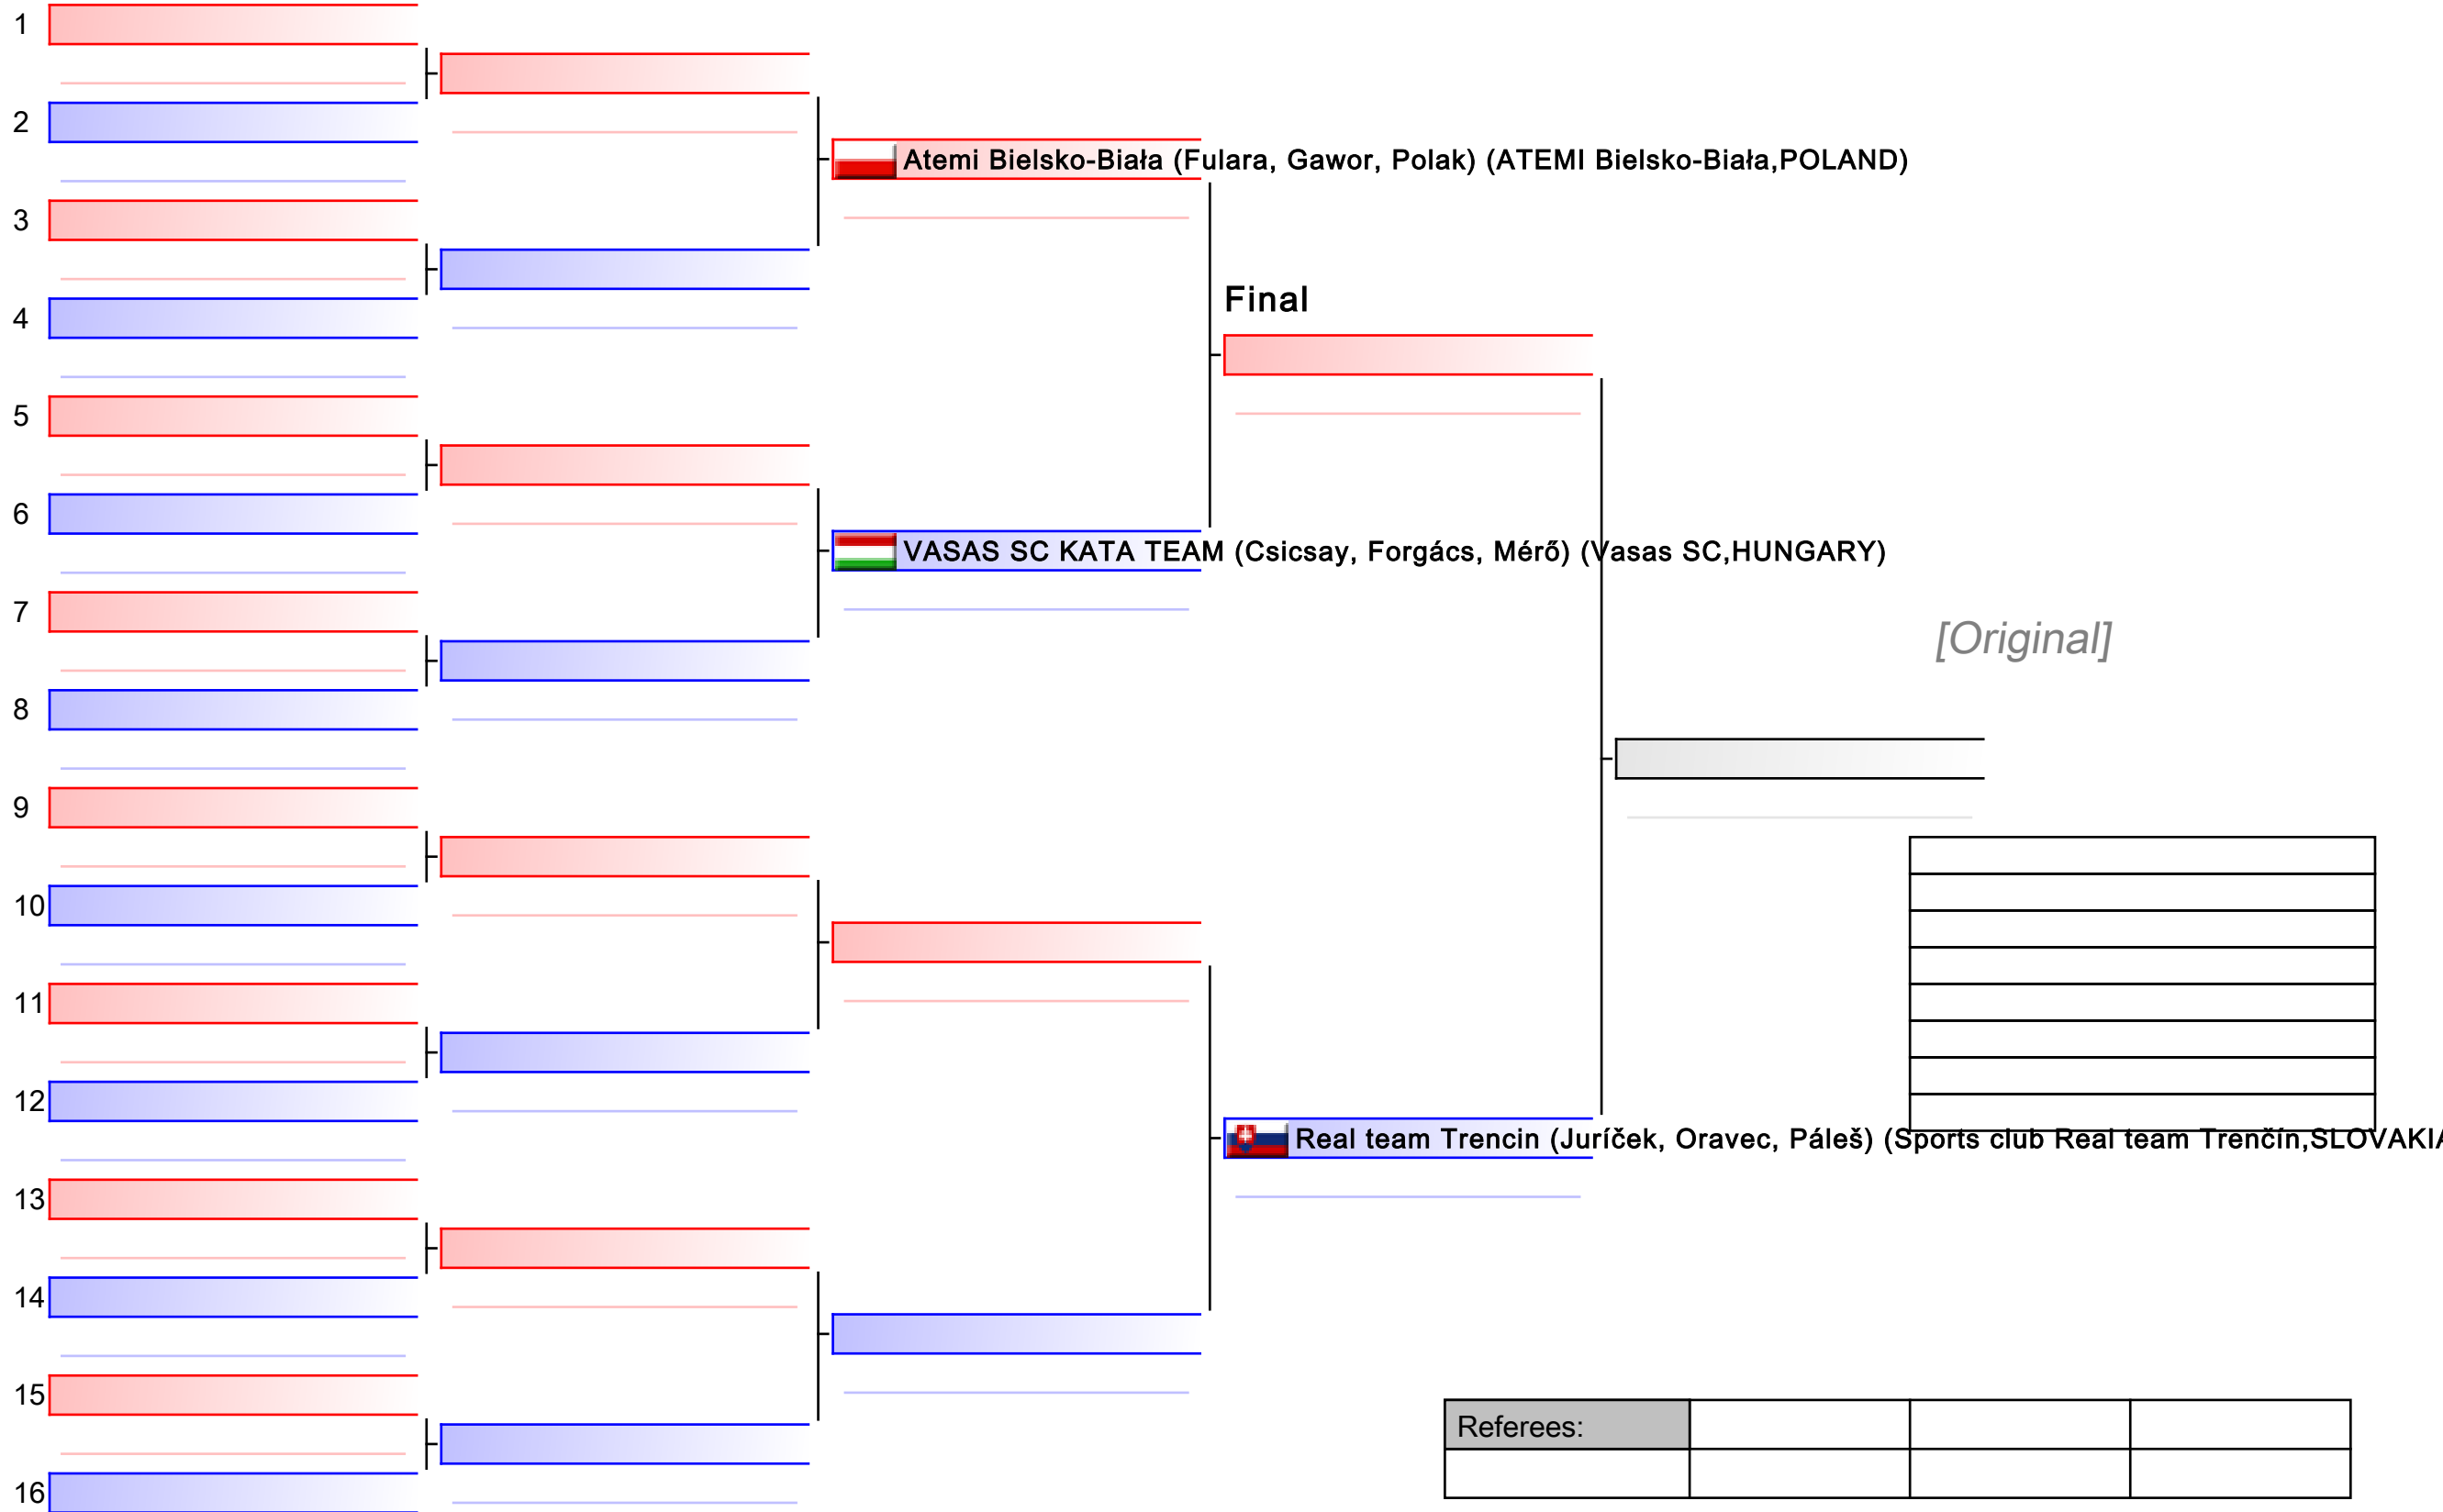 1
2
Atemi Bielsko-Biała (Fulara, Gawor, Polak) (ATEMI Bielsko-Biała,POLAND)
3
Final
4
5
6
VASAS SC KATA TEAM (Csicsay, Forgács, Mérő) (Vasas SC,HUNGARY)
7
[Original]
8
9
10
11
12
Real team Trencin (Juríček, Oravec, Páleš) (Sports club Real team Trenčín,SLOVAKIA
13
14
15
Referees:
16